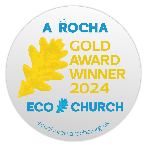 A ROCHA
GOLD
AWARD
WINNER
2024
ECO CHURCH